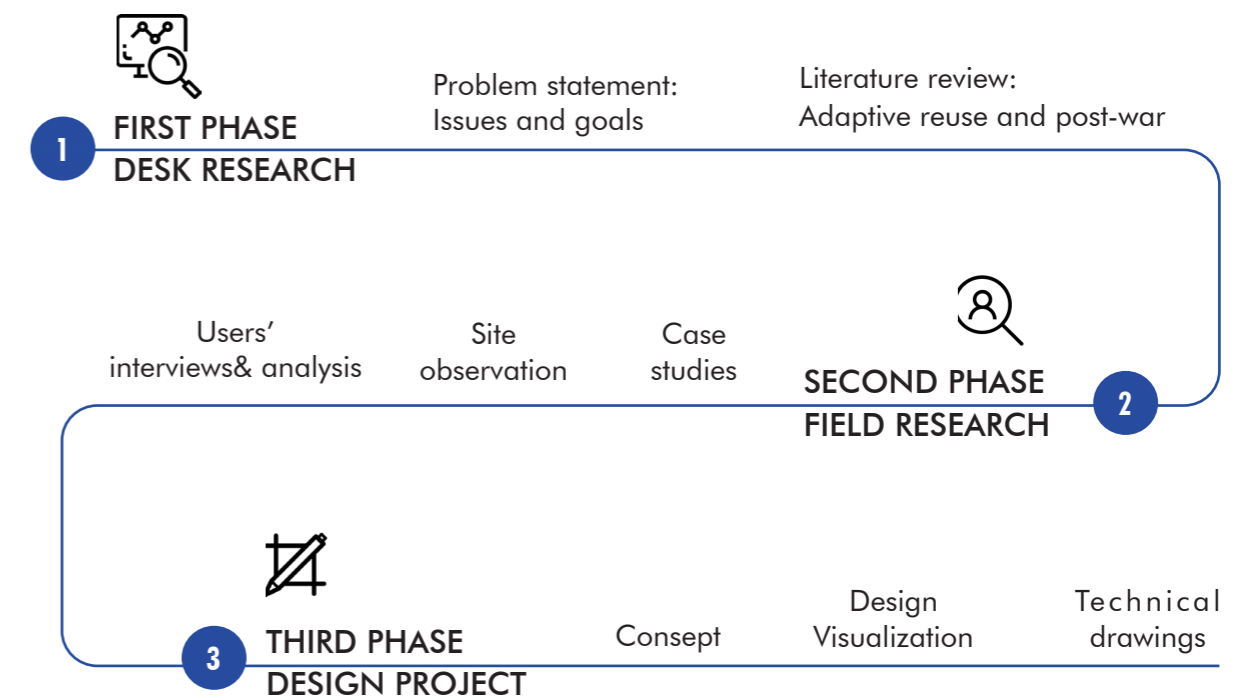 1
FIRST PHASE
DESK RESEARCH
Problem statement:
Issues and goals
Literature review:
Adaptive reuse and post-war
2
SECOND PHASE
FIELD RESEARCH
Case
studies
Site
observation
Users’
interviews& analysis
3
THIRD PHASE
DESIGN PROJECT
Consept
Design
Visualization
Technical
drawings